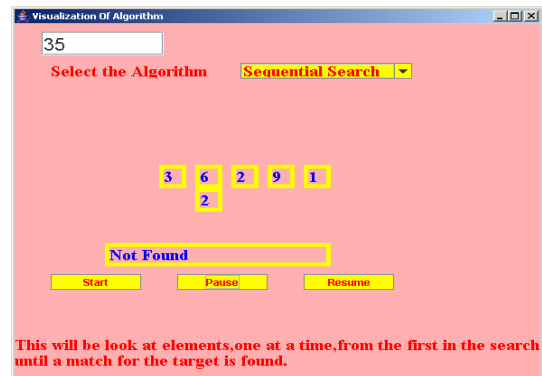 Visualization Of Algorithm
35
Select the Algorithm Sequential Search
3 6 2 9 1
2
Not Found
Start Pause Resume
This will be look at elements,one at a time,from the first in the search
until a match for the target is found.